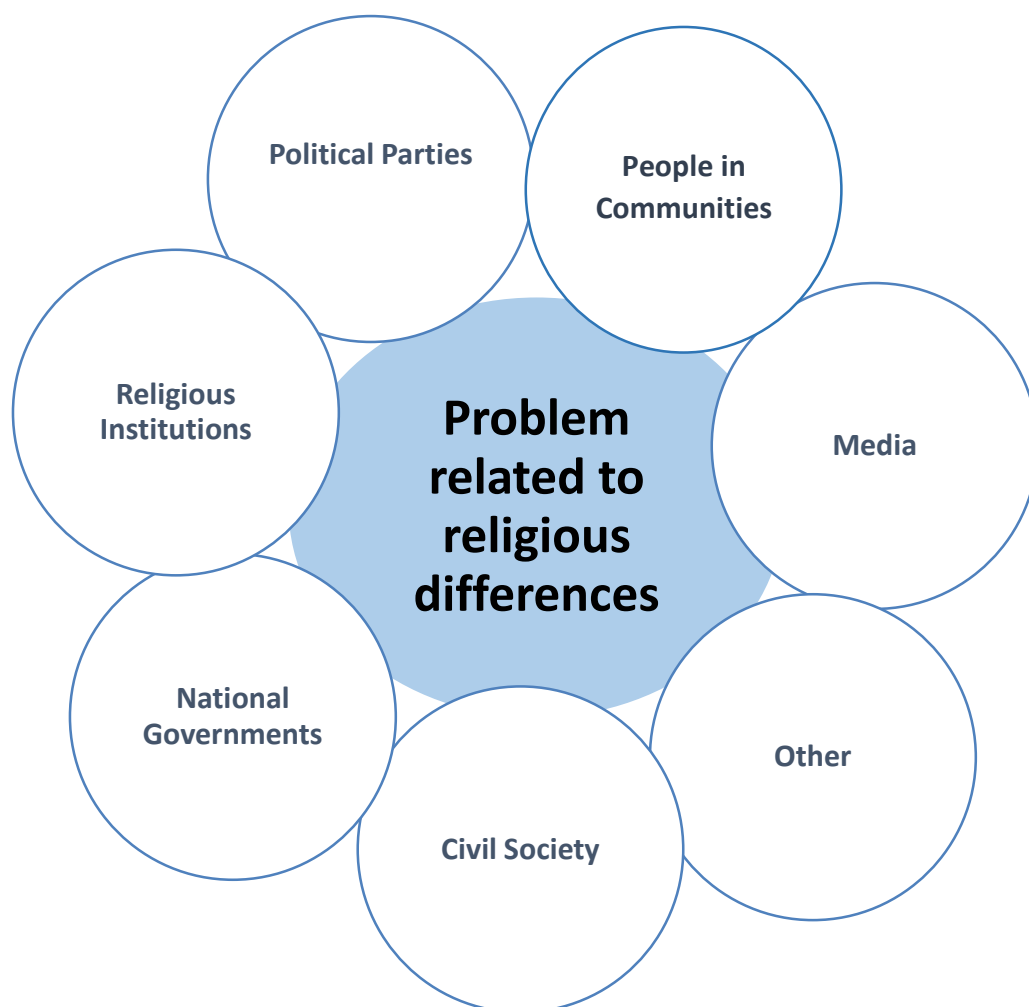 Political Parties
People in
Communities
Religious
Institutions
Problem
related to
religious
differences
Media
National
Governments
Other
Civil Society